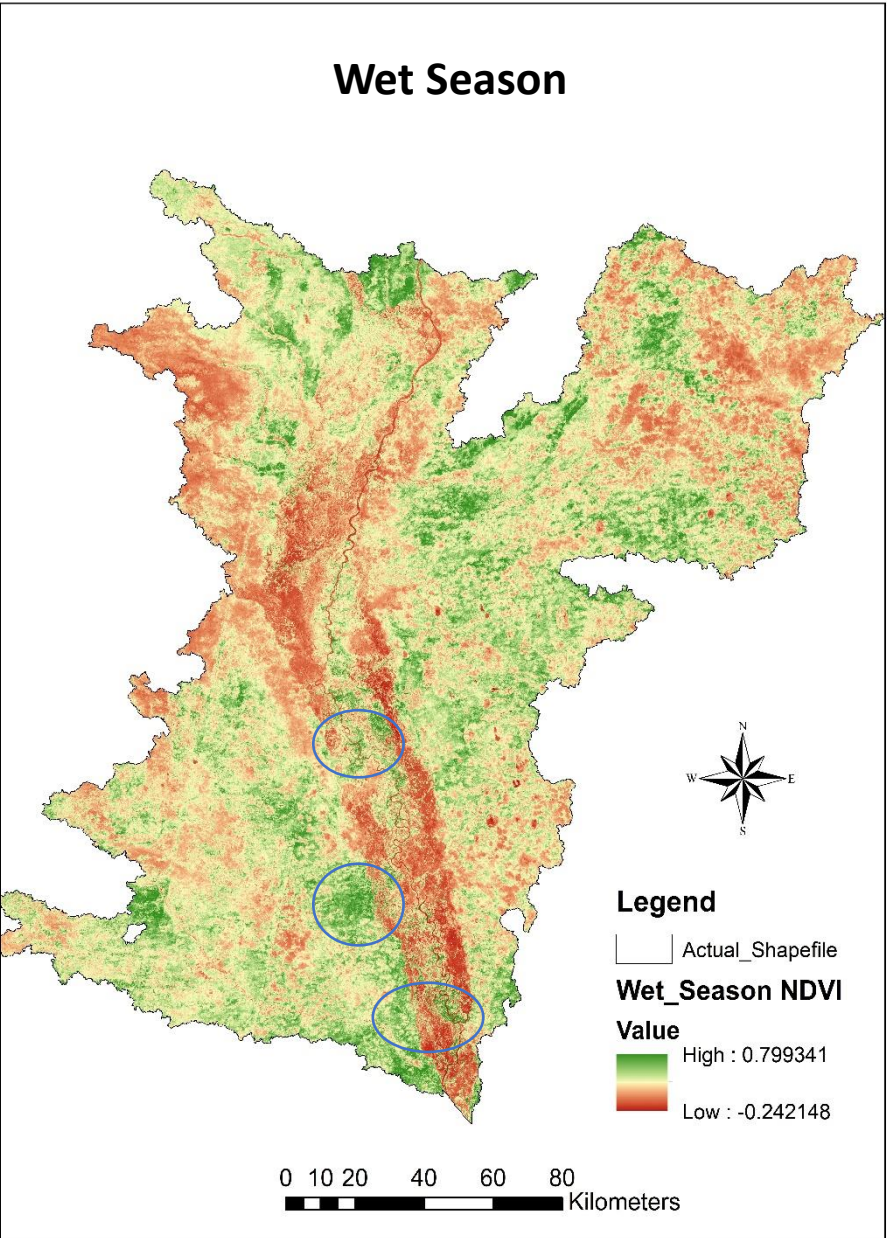 Wet Season
N
W E
S
Legend
Actual_Shapefile
Wet_Season NDVI
Value
High : 0.799341
Low : -0.242148
0 10 20 40 60 80
Kilometers